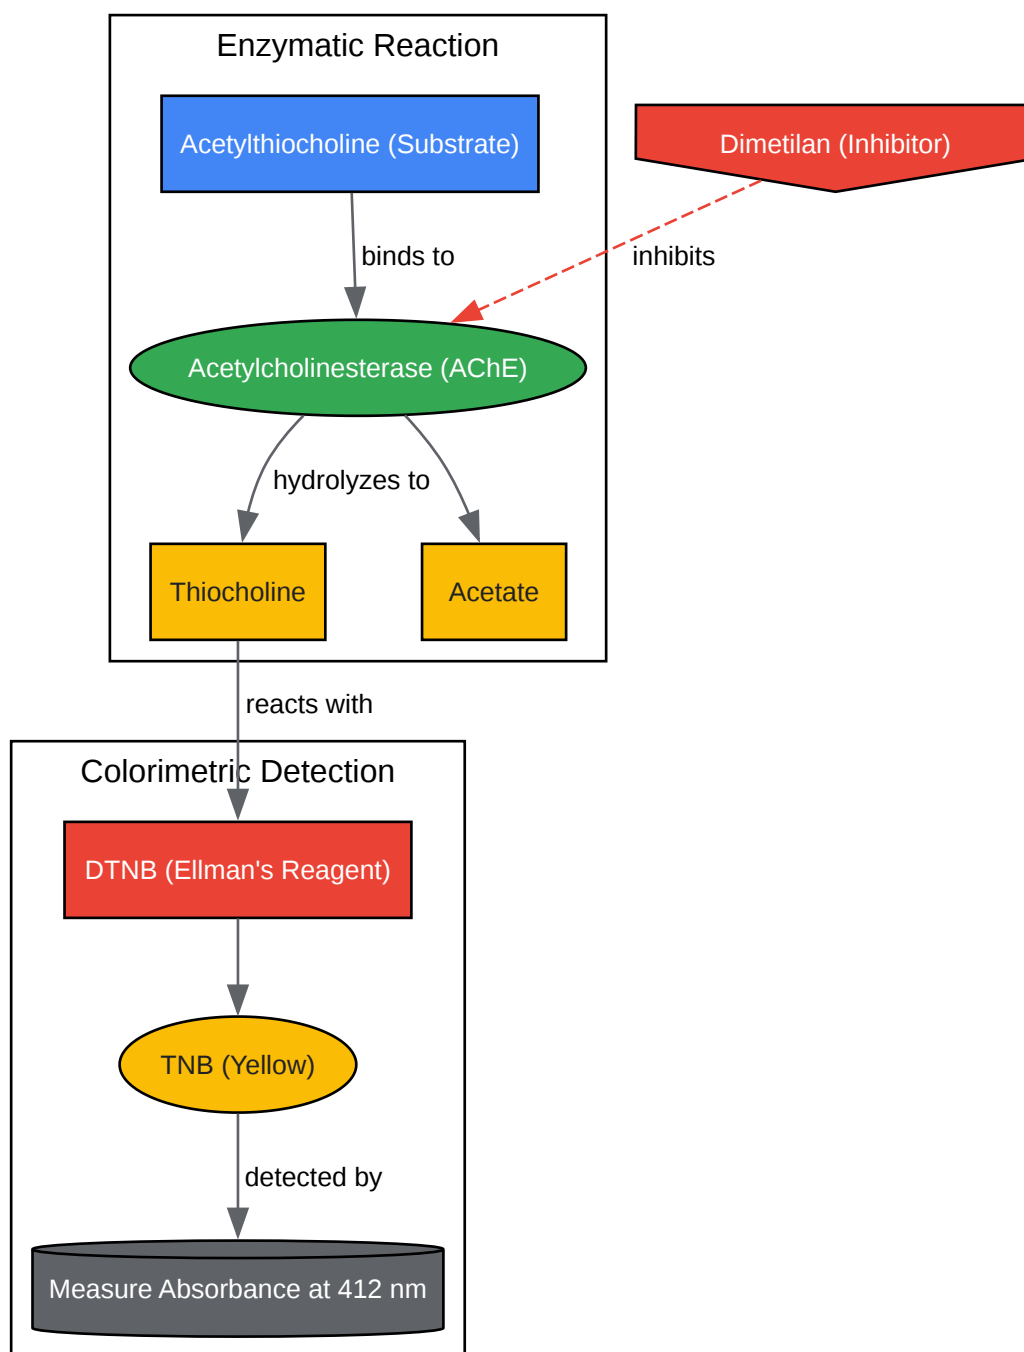 Enzymatic Reaction
Acetylthiocholine (Substrate)
Dimetilan (Inhibitor)
binds to
inhibits
Acetylcholinesterase (AChE)
hydrolyzes to
Thiocholine
Acetate
reacts with
Colorimetric Detection
DTNB (Ellman's Reagent)
TNB (Yellow)
detected by
Measure Absorbance at 412 nm